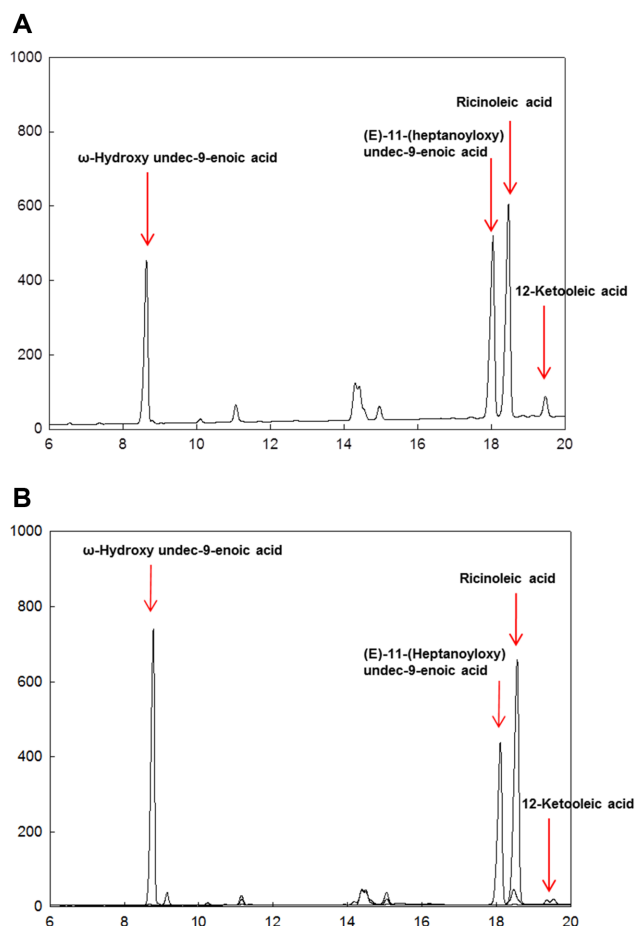 A
1000
800
600
400
200
0
6 8 10 12 14 16 18 20
ω-Hydroxy undec-9-enoic acid
(E)-11-(heptanoyloxy)
undec-9-enoic acid
Ricinoleic acid
12-Ketooleic acid
B
1000
800
600
400
200
0
6 8 10 12 14 16 18 20
ω-Hydroxy undec-9-enoic acid
Ricinoleic acid
(E)-11-(Heptanoyloxy)
undec-9-enoic acid
12-Ketooleic acid